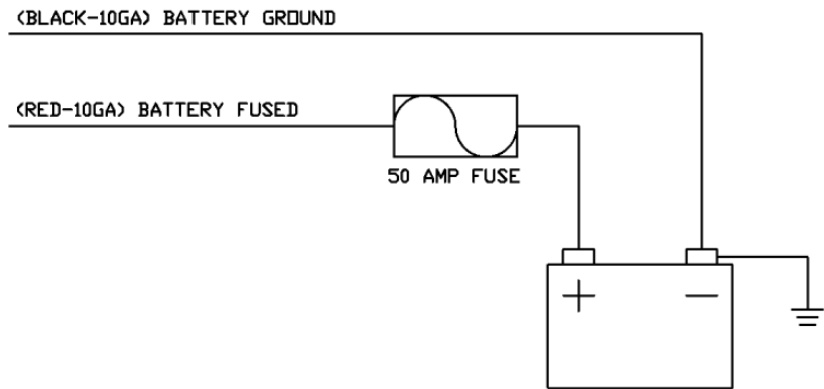 (BLACK-10GA) BATTERY GROUND
(RED-10GA) BATTERY FUSED
50 AMP FUSE
+ −